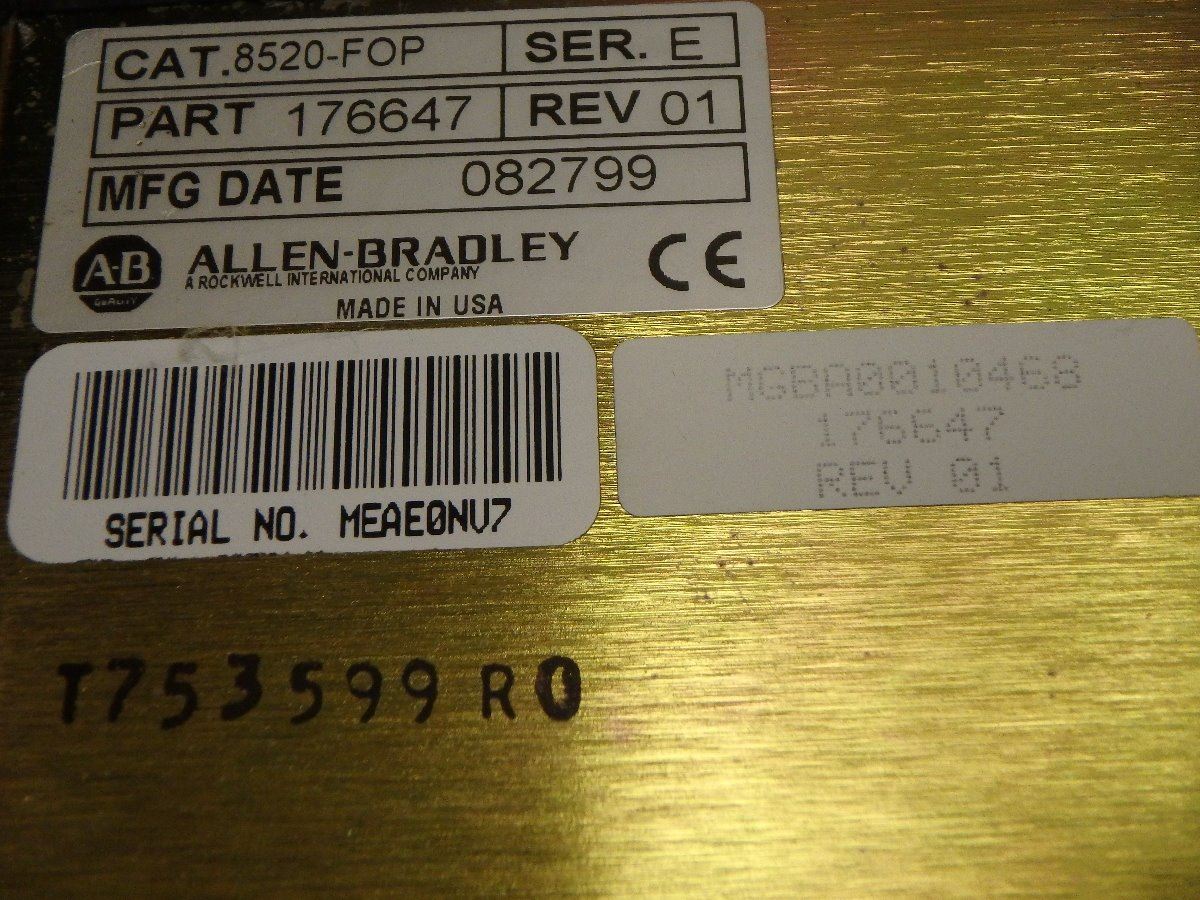 CAT. 8520-FOP SER. E
PART 176647 REV 01
MFG DATE 082799
A-B QUALITY
ALLEN-BRADLEY
A ROCKWELL INTERNATIONAL COMPANY
CE
MADE IN USA
SERIAL NO. MEAE0NV7
MGBA0010468
176647
REV 01
T753599 R0